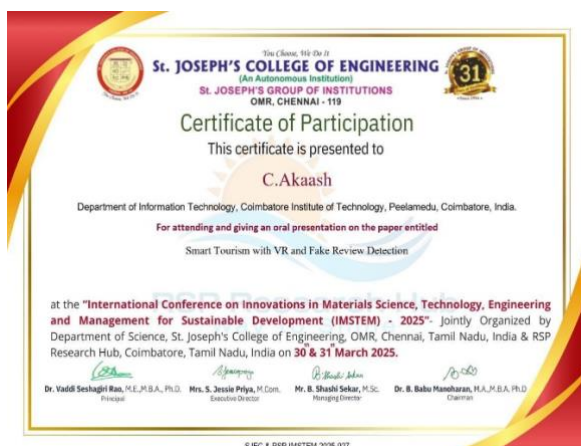 You Choose, We Do It
St. JOSEPH'S COLLEGE OF ENGINEERING
(An Autonomous Institution)
St. JOSEPH'S GROUP OF INSTITUTIONS
OMR, CHENNAI - 119
31
Certificate of Participation
This certificate is presented to
C.Akaash
Department of Information Technology, Coimbatore Institute of Technology, Peelamedu, Coimbatore, India.
For attending and giving an oral presentation on the paper entitled
Smart Tourism with VR and Fake Review Detection
at the "International Conference on Innovations in Materials Science, Technology, Engineering
and Management for Sustainable Development (IMSTEM) - 2025"- Jointly Organized by
Department of Science, St. Joseph's College of Engineering, OMR, Chennai, Tamil Nadu, India & RSP
Research Hub, Coimbatore, Tamil Nadu, India on 30th & 31st March 2025.
Dr. Vaddi Seshagiri Rao, M.E.,M.B.A., Ph.D. Mrs. S. Jessie Priya, M.Com. Mr. B. Shashi Sekar, M.Sc. Dr. B. Babu Manoharan, M.A.,M.B.A. Ph.D
Principal Executive Director Managing Director Chairman